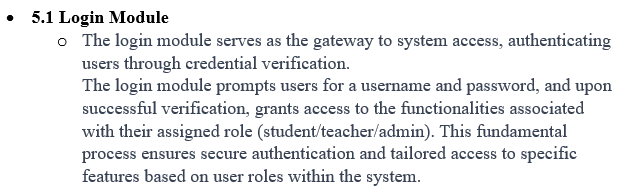 • 5.1 Login Module
o The login module serves as the gateway to system access, authenticating
users through credential verification.
The login module prompts users for a username and password, and upon
successful verification, grants access to the functionalities associated
with their assigned role (student/teacher/admin). This fundamental
process ensures secure authentication and tailored access to specific
features based on user roles within the system.